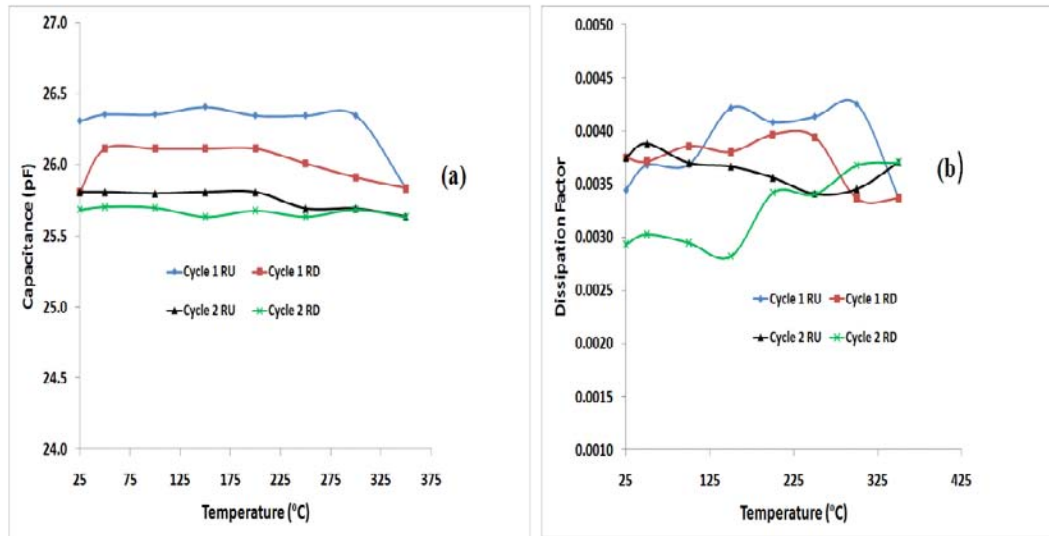 27.0
26.5
26.0
25.5
25.0
24.5
24.0
Capacitance (pF)
(a)
Cycle 1 RU
Cycle 1 RD
Cycle 2 RU
Cycle 2 RD
25 75 125 175 225 275 325 375
Temperature (⁰C)
0.0050
0.0045
0.0040
0.0035
0.0030
0.0025
0.0020
0.0015
0.0010
Dissipation Factor
(b)
Cycle 1 RU
Cycle 1 RD
Cycle 2 RU
Cycle 2 RD
25 125 225 325 425
Temperature (⁰C)